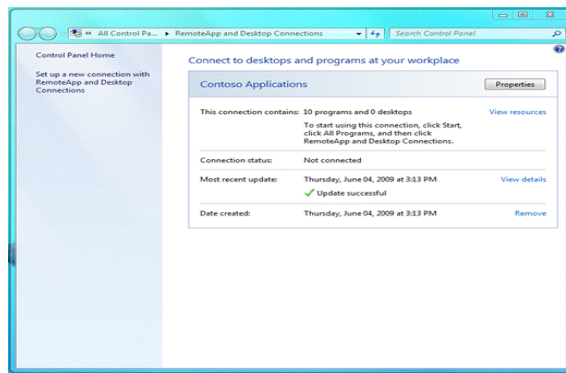 « All Control Pa... ▸ RemoteApp and Desktop Connections
Search Control Panel
Control Panel Home
Set up a new connection with
RemoteApp and Desktop
Connections
Connect to desktops and programs at your workplace
Contoso Applications
Properties
This connection contains: 10 programs and 0 desktops
View resources
To start using this connection, click Start,
click All Programs, and then click
RemoteApp and Desktop Connections.
Connection status: Not connected
Most recent update: Thursday, June 04, 2009 at 3:13 PM
View details
Update successful
Date created: Thursday, June 04, 2009 at 3:13 PM
Remove